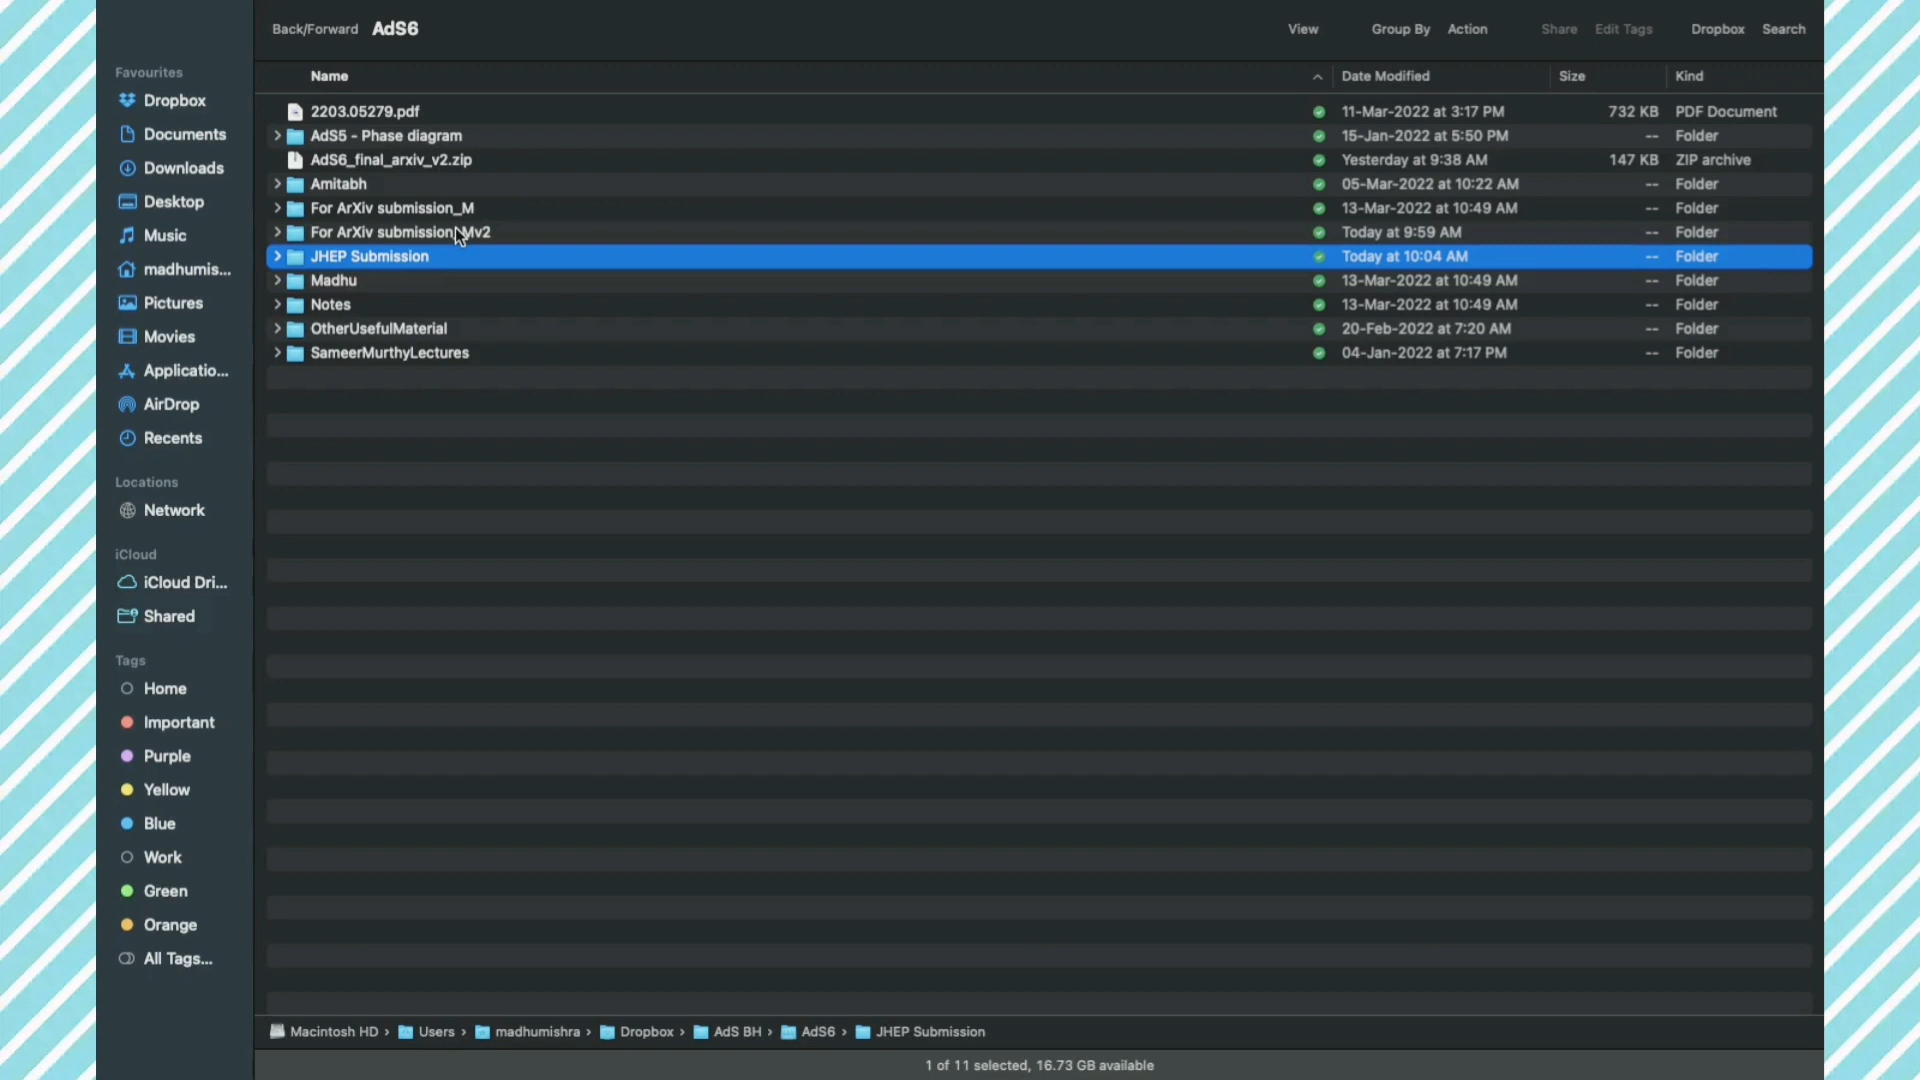 Back/Forward AdS6 View Group By Action Share Edit Tags Dropbox Search
Favourites
Dropbox
Documents
Downloads
Desktop
Music
madhumis...
Pictures
Movies
Applicatio...
AirDrop
Recents
Locations
Network
iCloud
iCloud Dri...
Shared
Tags
Home
Important
Purple
Yellow
Blue
Work
Green
Orange
All Tags...
Name Date Modified Size Kind
2203.05279.pdf 11-Mar-2022 at 3:17 PM 732 KB PDF Document
AdS5 - Phase diagram 15-Jan-2022 at 5:50 PM -- Folder
AdS6_final_arxiv_v2.zip Yesterday at 9:38 AM 147 KB ZIP archive
Amitabh 05-Mar-2022 at 10:22 AM -- Folder
For ArXiv submission_M 13-Mar-2022 at 10:49 AM -- Folder
For ArXiv submission_Mv2 Today at 9:59 AM -- Folder
JHEP Submission Today at 10:04 AM -- Folder
Madhu 13-Mar-2022 at 10:49 AM -- Folder
Notes 13-Mar-2022 at 10:49 AM -- Folder
OtherUsefulMaterial 20-Feb-2022 at 7:20 AM -- Folder
SameerMurthyLectures 04-Jan-2022 at 7:17 PM -- Folder
Macintosh HD › Users › madhumishra › Dropbox › AdS BH › AdS6 › JHEP Submission
1 of 11 selected, 16.73 GB available